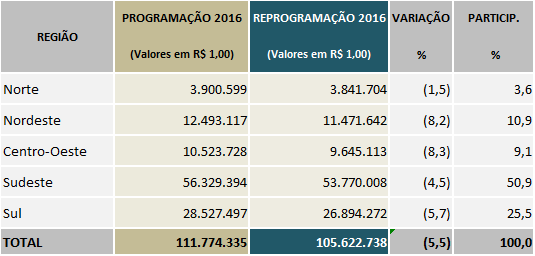 REGIÃO PROGRAMAÇÃO 2016 (Valores em R$ 1,00) REPROGRAMAÇÃO 2016 (Valores em R$ 1,00) VARIAÇÃO % PARTICIP. %
Norte 3.900.599 3.841.704 (1,5) 3,6
Nordeste 12.493.117 11.471.642 (8,2) 10,9
Centro-Oeste 10.523.728 9.645.113 (8,3) 9,1
Sudeste 56.329.394 53.770.008 (4,5) 50,9
Sul 28.527.497 26.894.272 (5,7) 25,5
TOTAL 111.774.335 105.622.738 (5,5) 100,0